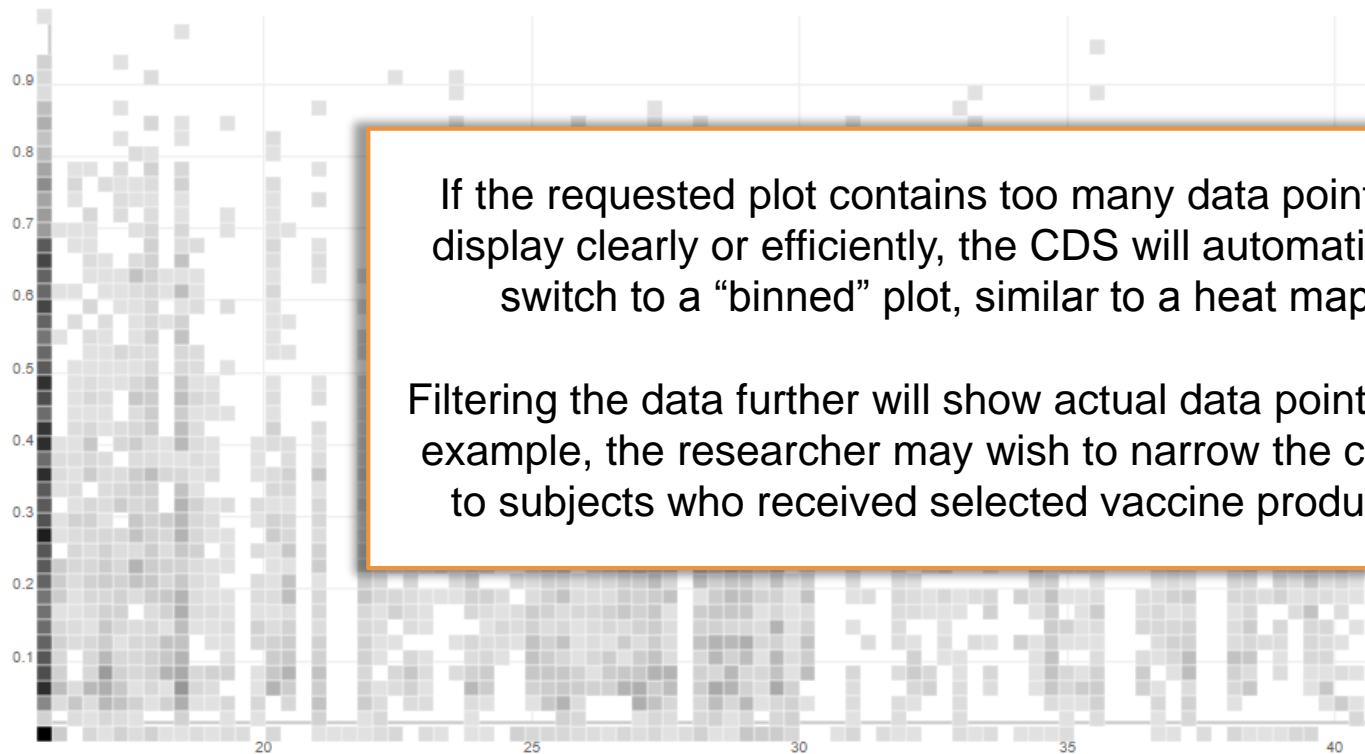 0.9
0.8
0.7
0.6
0.5
0.4
0.3
0.2
0.1
If the requested plot contains too many data point
display clearly or efficiently, the CDS will automati
switch to a “binned” plot, similar to a heat map
Filtering the data further will show actual data point
example, the researcher may wish to narrow the c
to subjects who received selected vaccine produ
20
25
30
35
40